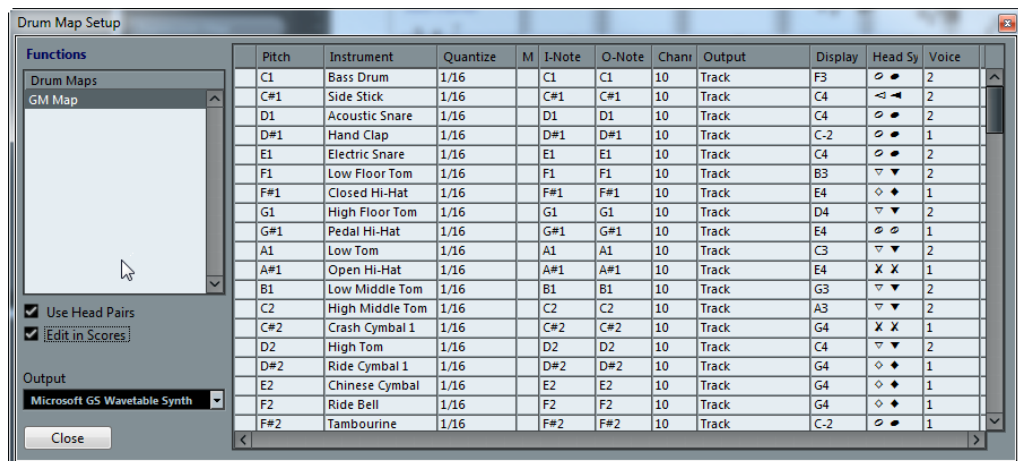 Drum Map Setup
Functions
Drum Maps
GM Map
Use Head Pairs
Edit in Scores
Output
Microsoft GS Wavetable Synth
Close
Pitch Instrument Quantize M I-Note O-Note Chanr Output Display Head Sy Voice
C1 Bass Drum 1/16 C1 C1 10 Track F3 2
C#1 Side Stick 1/16 C#1 C#1 10 Track C4 2
D1 Acoustic Snare 1/16 D1 D1 10 Track C4 2
D#1 Hand Clap 1/16 D#1 D#1 10 Track C-2 1
E1 Electric Snare 1/16 E1 E1 10 Track C4 2
F1 Low Floor Tom 1/16 F1 F1 10 Track B3 2
F#1 Closed Hi-Hat 1/16 F#1 F#1 10 Track E4 1
G1 High Floor Tom 1/16 G1 G1 10 Track D4 2
G#1 Pedal Hi-Hat 1/16 G#1 G#1 10 Track E4 1
A1 Low Tom 1/16 A1 A1 10 Track C3 2
A#1 Open Hi-Hat 1/16 A#1 A#1 10 Track E4 1
B1 Low Middle Tom 1/16 B1 B1 10 Track G3 2
C2 High Middle Tom 1/16 C2 C2 10 Track A3 2
C#2 Crash Cymbal 1 1/16 C#2 C#2 10 Track G4 1
D2 High Tom 1/16 D2 D2 10 Track C4 2
D#2 Ride Cymbal 1 1/16 D#2 D#2 10 Track G4 1
E2 Chinese Cymbal 1/16 E2 E2 10 Track G4 1
F2 Ride Bell 1/16 F2 F2 10 Track G4 1
F#2 Tambourine 1/16 F#2 F#2 10 Track C-2 1